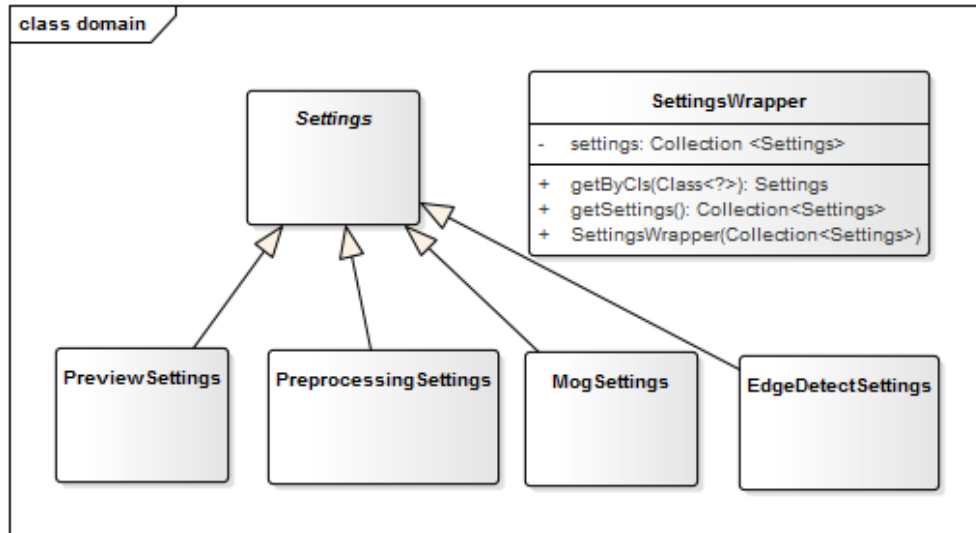 class domain
Settings
SettingsWrapper
- settings: Collection <Settings>
+ getByCls(Class<?>): Settings
+ getSettings(): Collection<Settings>
+ SettingsWrapper(Collection<Settings>)
PreviewSettings
PreprocessingSettings
MogSettings
EdgeDetectSettings